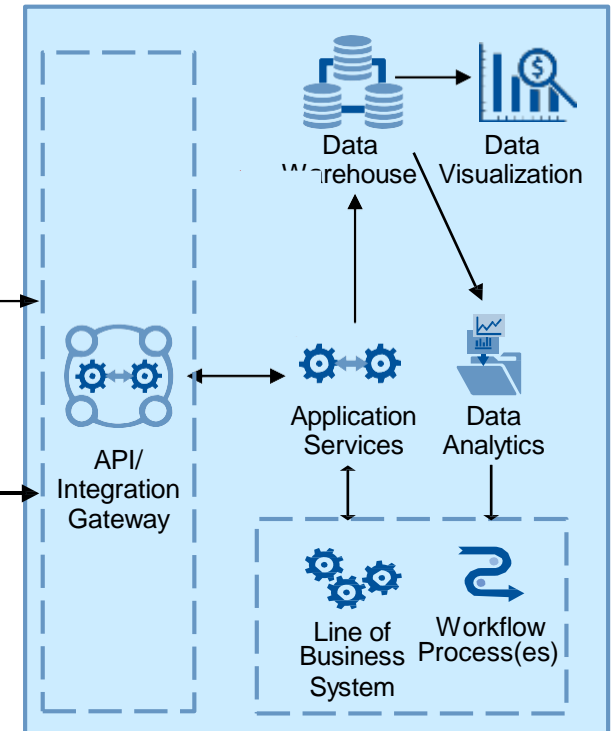 Data
Warehouse
Data
Visualization
$
API/
Integration
Gateway
Application
Services
Data
Analytics
Line of
Business
System
Workflow
Process(es)